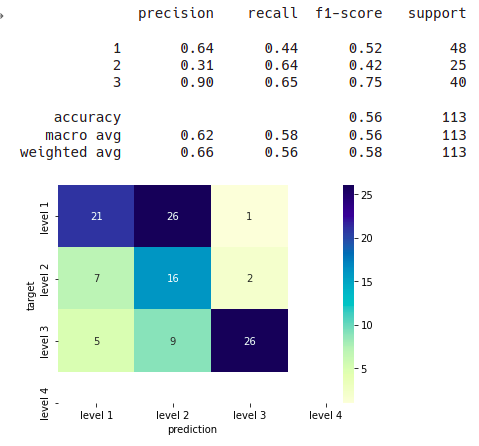 precision recall f1-score support
1 0.64 0.44 0.52 48
2 0.31 0.64 0.42 25
3 0.90 0.65 0.75 40
accuracy 0.56 113
macro avg 0.62 0.58 0.56 113
weighted avg 0.66 0.56 0.58 113
target
level 1
21 26 1
level 2
7 16 2
level 3
5 9 26
level 4
level 1 level 2 level 3 level 4
prediction
25
20
15
10
5